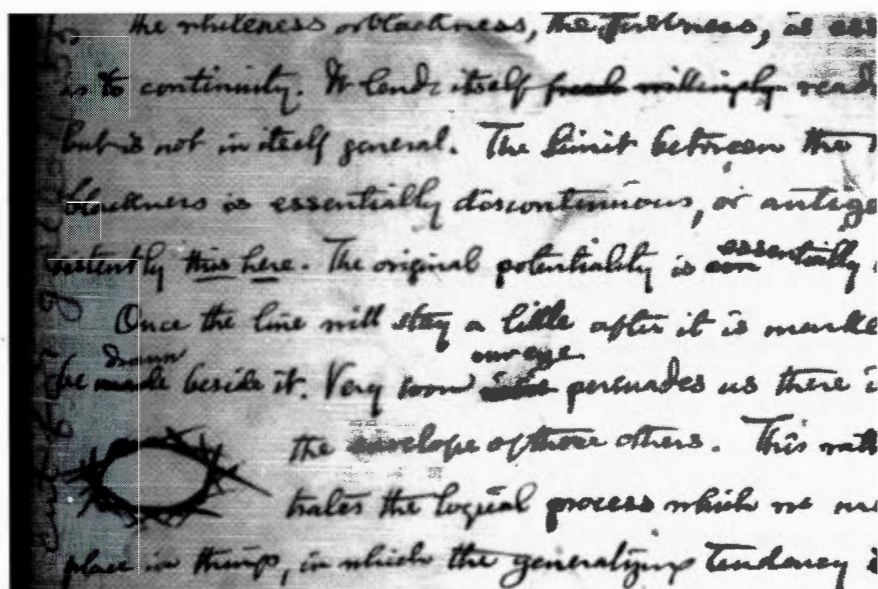 the whiteness or blackness, the firstness, is ess
as to continuity. It lends itself freely willingly read
but is not in itself general. The limit between the
blackness is essentially discontinuous, or antige
sistently this here. The original potentiality is essentially
Once the line will stay a little after it is marke
drawn our eye
be made beside it. Very soon persuades us there i
the envelope of those others. This
trates the logical process which we
place in things, in which the generalizing tendency